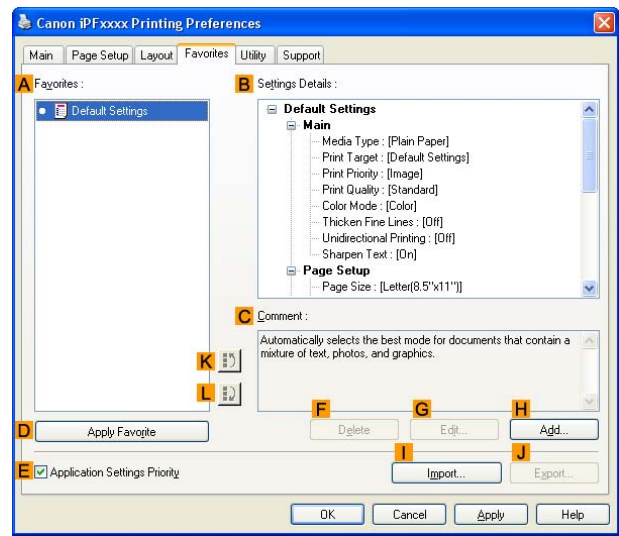 Canon iPFxxxx Printing Preferences
Main Page Setup Layout Favorites Utility Support
A Favorites :
Default Settings
B Settings Details :
Default Settings
Main
Media Type : [Plain Paper]
Print Target : [Default Settings]
Print Priority : [Image]
Print Quality : [Standard]
Color Mode : [Color]
Thicken Fine Lines : [Off]
Unidirectional Printing : [Off]
Sharpen Text : [On]
Page Setup
Page Size : [Letter(8.5"x11")]
C Comment :
Automatically selects the best mode for documents that contain a
mixture of text, photos, and graphics.
K
L
F G H
D Apply Favorite Delete Edit... Add...
I J
E Application Settings Priority Import... Export...
OK Cancel Apply Help